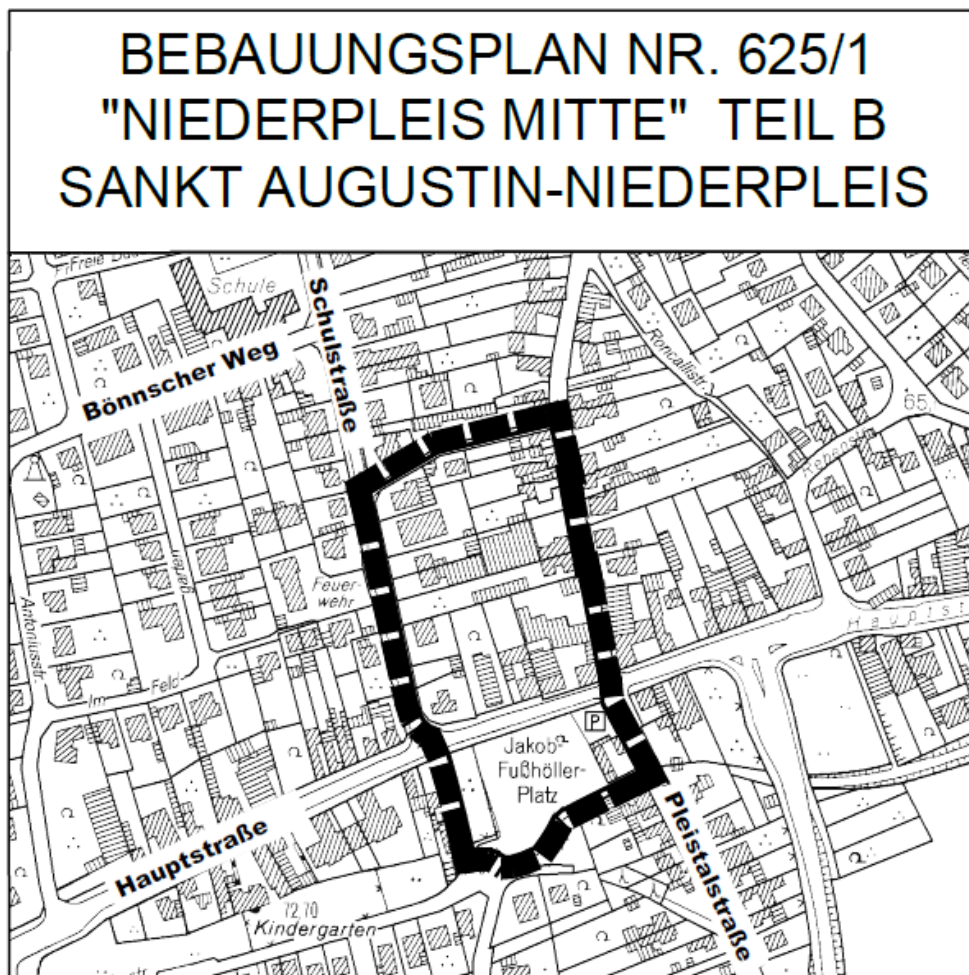 BEBAUUNGSPLAN NR. 625/1
"NIEDERPLEIS MITTE" TEIL B
SANKT AUGUSTIN-NIEDERPLEIS
Schule
Schulstraße
Bönnscher Weg
Roncallistr.
65
Feuer-
wehr
Antoniusstr.
Im Feld
Hauptst
P
Jakob-
Fußhöller-
Platz
Hauptstraße
Pleistalstraße
72,70
Kindergarten